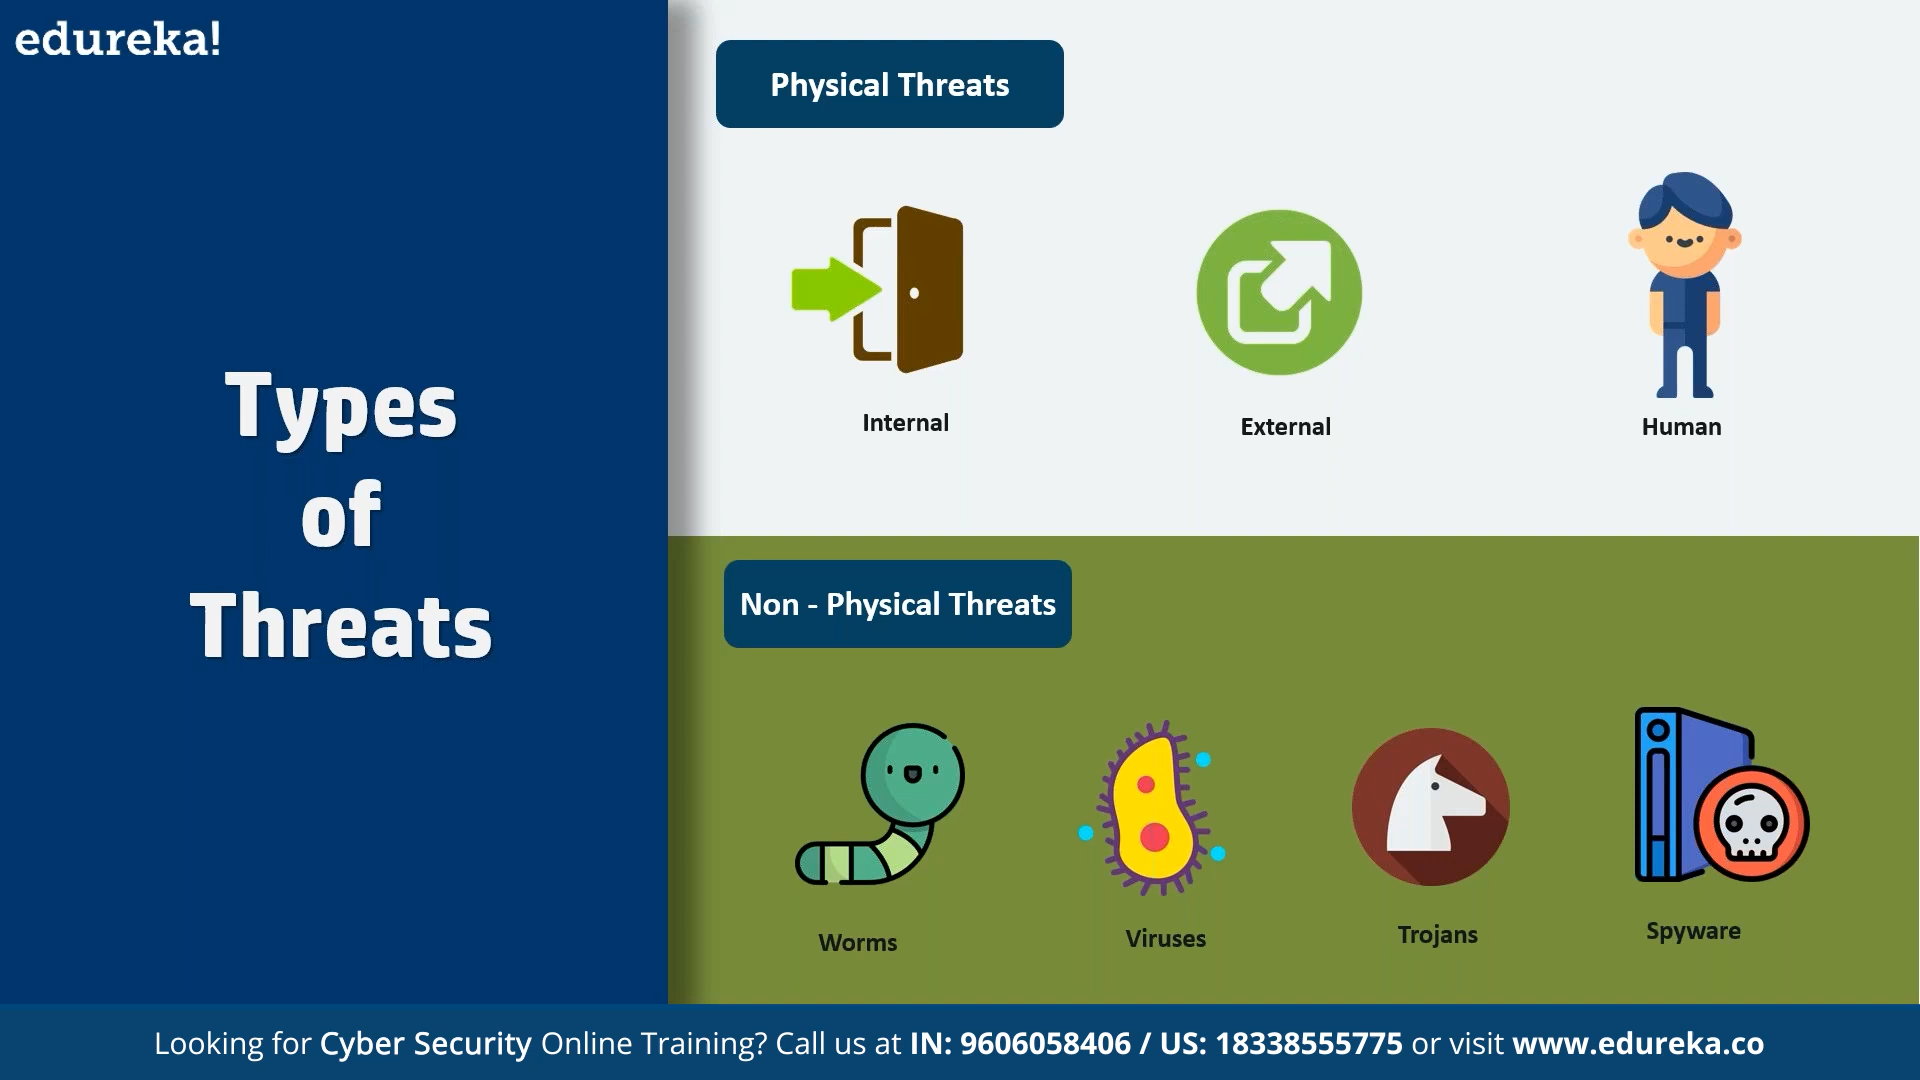 edureka!
Types
of
Threats
Physical Threats
Internal
External
Human
Non - Physical Threats
Worms
Viruses
Trojans
Spyware
Looking for Cyber Security Online Training? Call us at IN: 9606058406 / US: 18338555775 or visit www.edureka.co